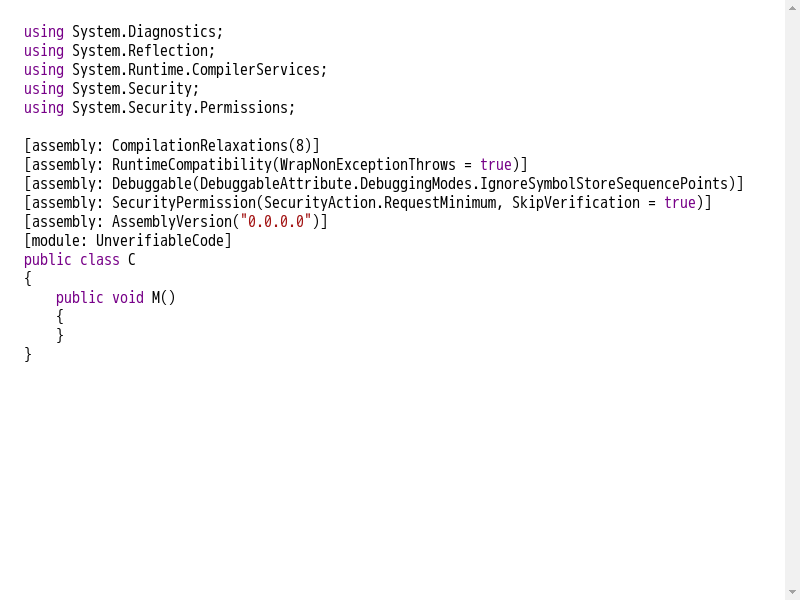 using System.Diagnostics;
using System.Reflection;
using System.Runtime.CompilerServices;
using System.Security;
using System.Security.Permissions;

[assembly: CompilationRelaxations(8)]
[assembly: RuntimeCompatibility(WrapNonExceptionThrows = true)]
[assembly: Debuggable(DebuggableAttribute.DebuggingModes.IgnoreSymbolStoreSequencePoints)]
[assembly: SecurityPermission(SecurityAction.RequestMinimum, SkipVerification = true)]
[assembly: AssemblyVersion("0.0.0.0")]
[module: UnverifiableCode]
public class C
{
    public void M()
    {
    }
}